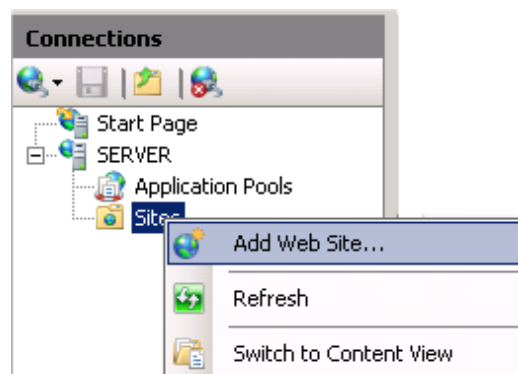 Connections
Start Page
SERVER
Application Pools
Sites
Add Web Site...
Refresh
Switch to Content View